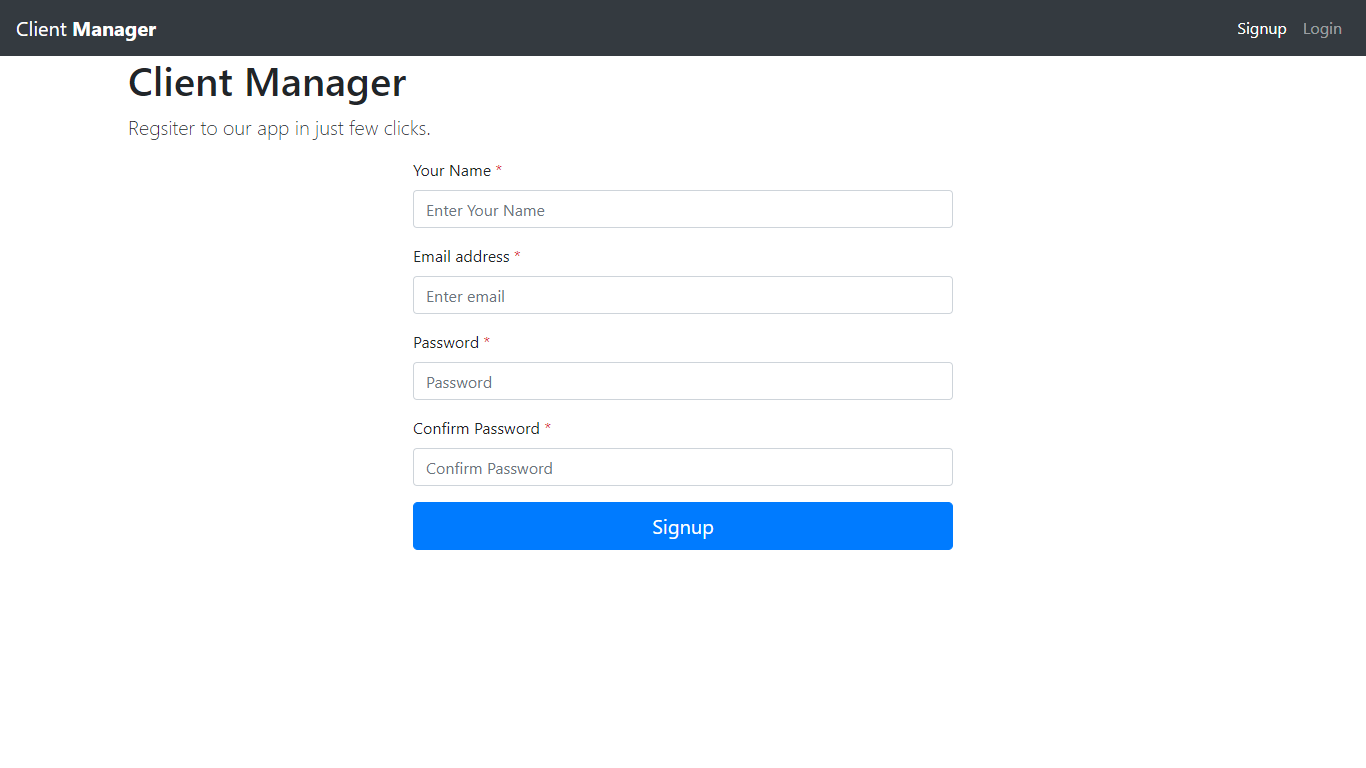 Client Manager
Signup Login
Client Manager
Regsiter to our app in just few clicks.
Your Name *
Enter Your Name
Email address *
Enter email
Password *
Password
Confirm Password *
Confirm Password
Signup